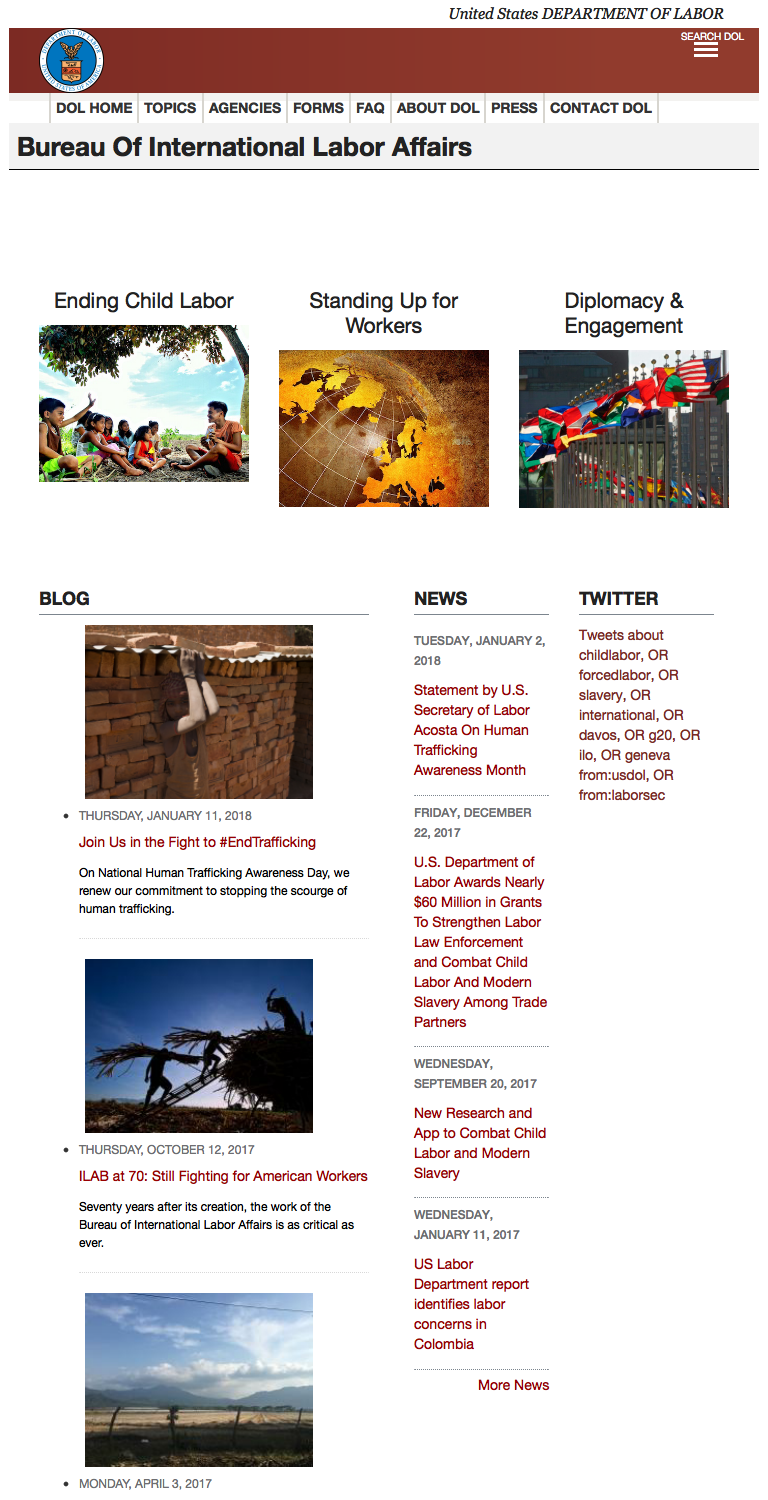 United States DEPARTMENT OF LABOR
SEARCH DOL
DOL HOME TOPICS AGENCIES FORMS FAQ ABOUT DOL PRESS CONTACT DOL
Bureau Of International Labor Affairs
Ending Child Labor
Standing Up for
Workers
Diplomacy &
Engagement
BLOG
THURSDAY, JANUARY 11, 2018
Join Us in the Fight to #EndTrafficking
On National Human Trafficking Awareness Day, we
renew our commitment to stopping the scourge of
human trafficking.
THURSDAY, OCTOBER 12, 2017
ILAB at 70: Still Fighting for American Workers
Seventy years after its creation, the work of the
Bureau of International Labor Affairs is as critical as
ever.
MONDAY, APRIL 3, 2017
NEWS
TUESDAY, JANUARY 2,
2018
Statement by U.S.
Secretary of Labor
Acosta On Human
Trafficking
Awareness Month
FRIDAY, DECEMBER
22, 2017
U.S. Department of
Labor Awards Nearly
$60 Million in Grants
To Strengthen Labor
Law Enforcement
and Combat Child
Labor And Modern
Slavery Among Trade
Partners
WEDNESDAY,
SEPTEMBER 20, 2017
New Research and
App to Combat Child
Labor and Modern
Slavery
WEDNESDAY,
JANUARY 11, 2017
US Labor
Department report
identifies labor
concerns in
Colombia
More News
TWITTER
Tweets about
childlabor, OR
forcedlabor, OR
slavery, OR
international, OR
davos, OR g20, OR
ilo, OR geneva
from:usdol, OR
from:laborsec